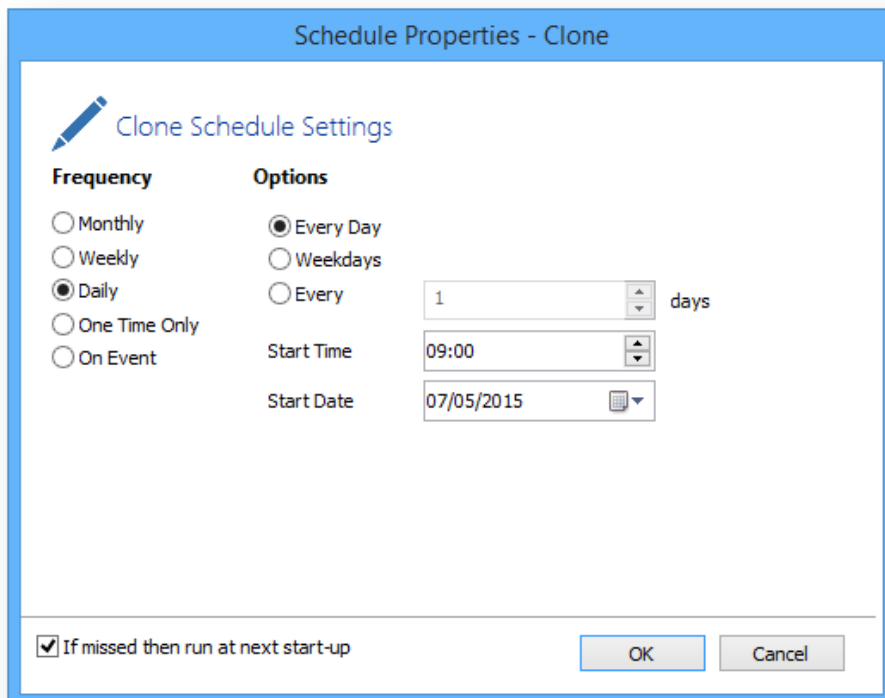 Schedule Properties - Clone
Clone Schedule Settings
Frequency
Options
Monthly
Weekly
Daily
One Time Only
On Event
Every Day
Weekdays
Every 1 days
Start Time 09:00
Start Date 07/05/2015
If missed then run at next start-up
OK
Cancel